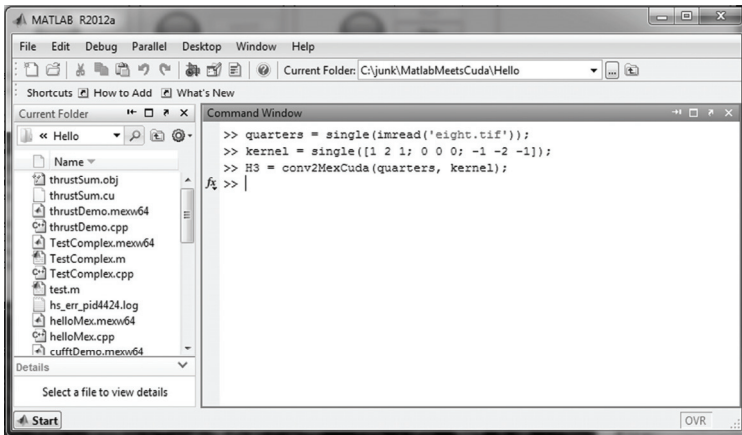 MATLAB R2012a
File Edit Debug Parallel Desktop Window Help
Current Folder: C:\junk\MatlabMeetsCuda\Hello
Shortcuts How to Add What's New
Current Folder
« Hello
Name
thrustSum.obj
thrustSum.cu
thrustDemo.mexw64
thrustDemo.cpp
TestComplex.mexw64
TestComplex.m
TestComplex.cpp
test.m
hs_err_pid4424.log
helloMex.mexw64
helloMex.cpp
cufftDemo.mexw64
Details
Select a file to view details
Command Window
>> quarters = single(imread('eight.tif'));
>> kernel = single([1 2 1; 0 0 0; -1 -2 -1]);
>> H3 = conv2MexCuda(quarters, kernel);
fx >>
Start
OVR